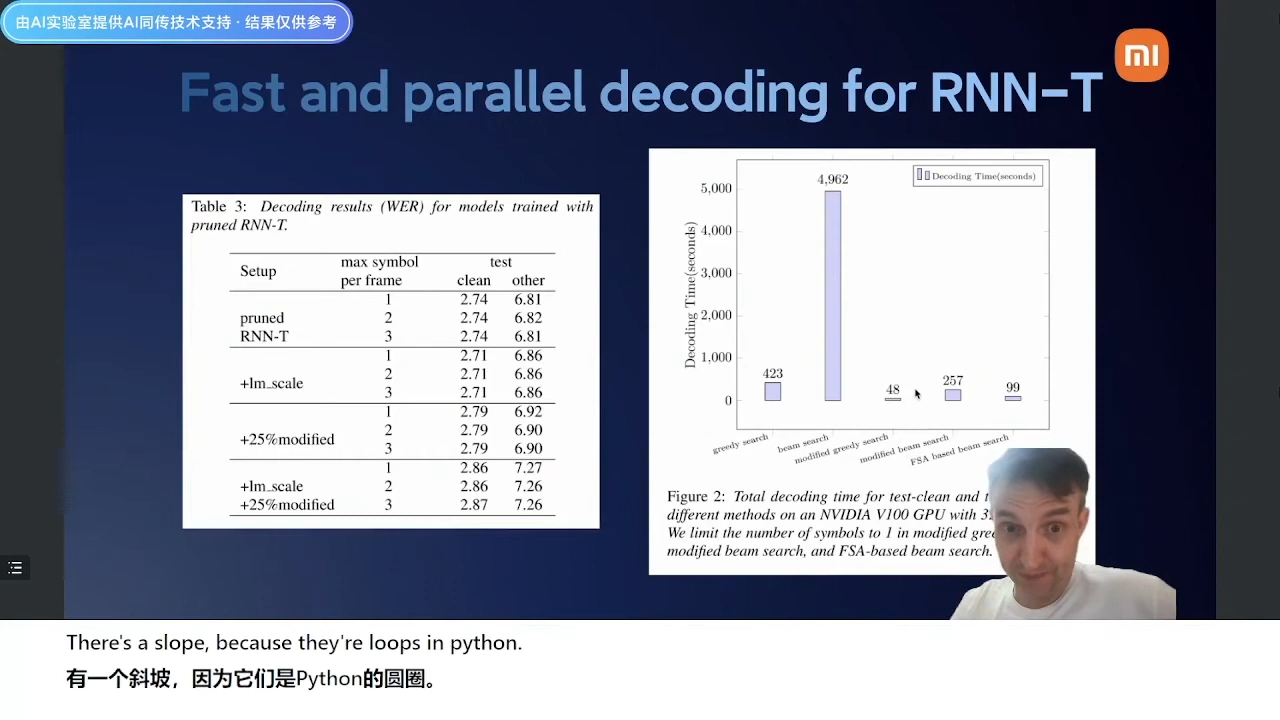 由AI实验室提供AI同传技术支持 · 结果仅供参考
mi
Fast and parallel decoding for RNN-T
Table 3: Decoding results (WER) for models trained with
pruned RNN-T.
Setup max symbol per frame test clean other
pruned RNN-T
1 2.74 6.81
2 2.74 6.82
3 2.74 6.81
+lm_scale
1 2.71 6.86
2 2.71 6.86
3 2.71 6.86
+25%modified
1 2.79 6.92
2 2.79 6.90
3 2.79 6.90
+lm_scale +25%modified
1 2.86 7.27
2 2.86 7.26
3 2.87 7.26
Decoding Time(seconds)
Decoding Time(seconds)
5,000
4,000
3,000
2,000
1,000
0
423
4,962
48
257
99
greedy search
beam search
modified greedy search
modified beam search
FSA based beam search
Figure 2: Total decoding time for test-clean and
different methods on an NVIDIA V100 GPU with
We limit the number of symbols to 1 in modified
modified beam search, and FSA-based beam search.
There's a slope, because they're loops in python.
有一个斜坡，因为它们是Python的圆圈。